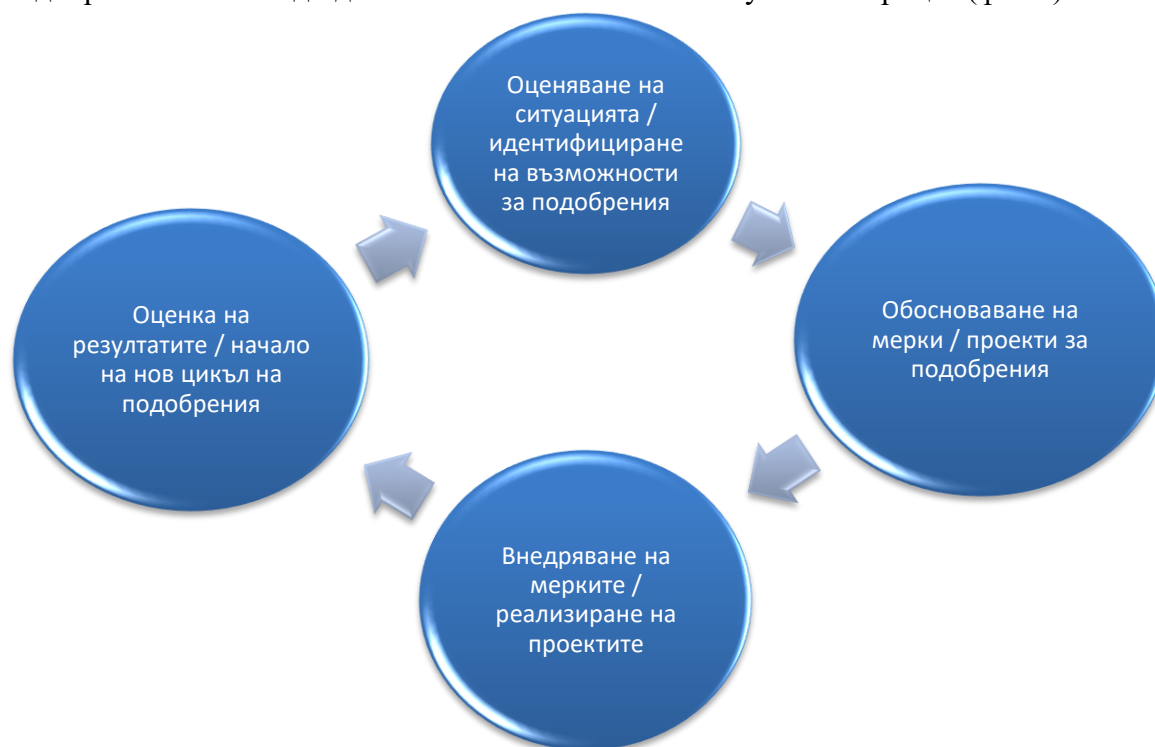 Оценяване на
ситуацията /
идентифициране
на възможности
за подобрения
Обосноваване на
мерки / проекти за
подобрения
Внедряване на
мерките /
реализиране на
проектите
Оценка на
резултатите / начало
на нов цикъл на
подобрения